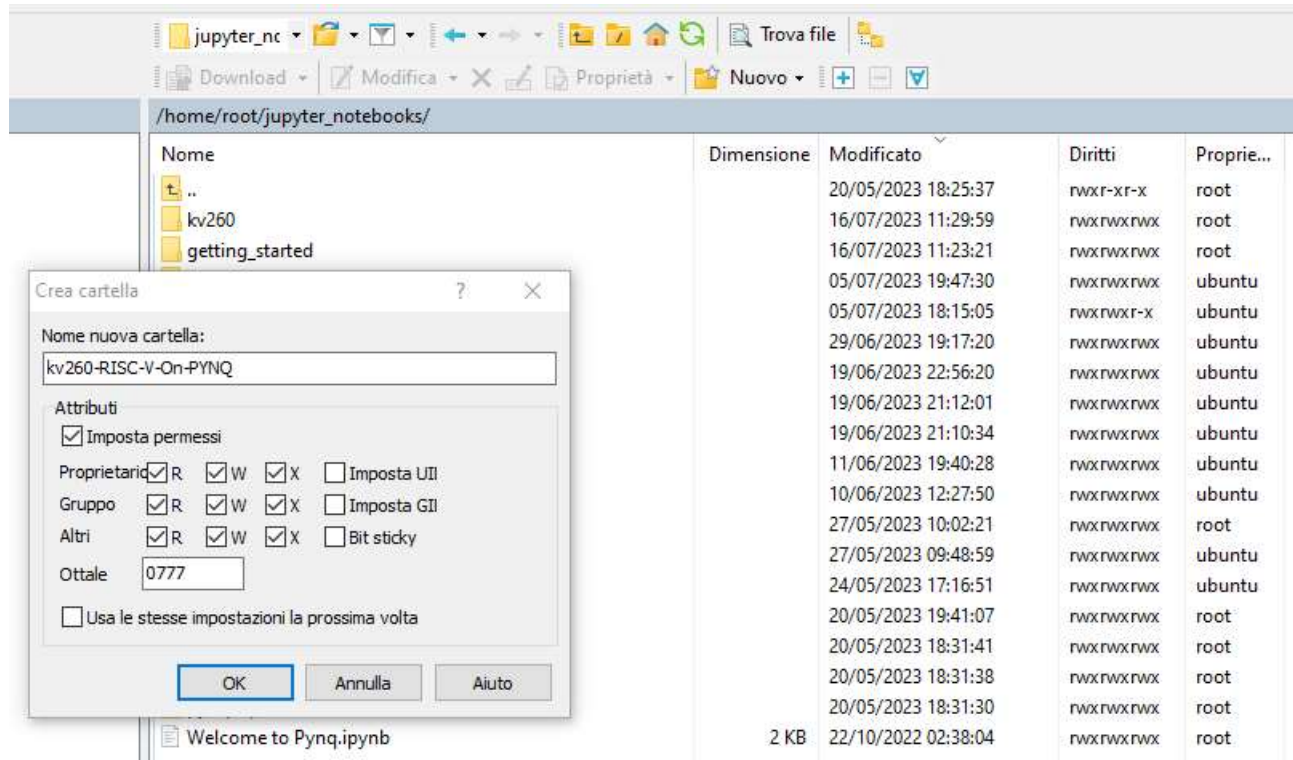 jupyter_nc Trova file
Download Modifica Proprietà Nuovo
/home/root/jupyter_notebooks/
Nome Dimensione Modificato Diritti Proprie...
.. 20/05/2023 18:25:37 rwxr-xr-x root
kv260 16/07/2023 11:29:59 rwxrwxrwx root
getting_started 16/07/2023 11:23:21 rwxrwxrwx root
05/07/2023 19:47:30 rwxrwxrwx ubuntu
05/07/2023 18:15:05 rwxrwxr-x ubuntu
29/06/2023 19:17:20 rwxrwxrwx ubuntu
19/06/2023 22:56:20 rwxrwxrwx ubuntu
19/06/2023 21:12:01 rwxrwxrwx ubuntu
19/06/2023 21:10:34 rwxrwxrwx ubuntu
11/06/2023 19:40:28 rwxrwxrwx ubuntu
10/06/2023 12:27:50 rwxrwxrwx ubuntu
27/05/2023 10:02:21 rwxrwxrwx root
27/05/2023 09:48:59 rwxrwxrwx ubuntu
24/05/2023 17:16:51 rwxrwxrwx ubuntu
20/05/2023 19:41:07 rwxrwxrwx root
20/05/2023 18:31:41 rwxrwxrwx root
20/05/2023 18:31:38 rwxrwxrwx root
20/05/2023 18:31:30 rwxrwxrwx root
Welcome to Pynq.ipynb 2 KB 22/10/2022 02:38:04 rwxrwxrwx root
Crea cartella ?
Nome nuova cartella:
kv260-RISC-V-On-PYNQ
Attributi
Imposta permessi
Proprietario R W X Imposta UII
Gruppo R W X Imposta GII
Altri R W X Bit sticky
Ottale 0777
Usa le stesse impostazioni la prossima volta
OK Annulla Aiuto